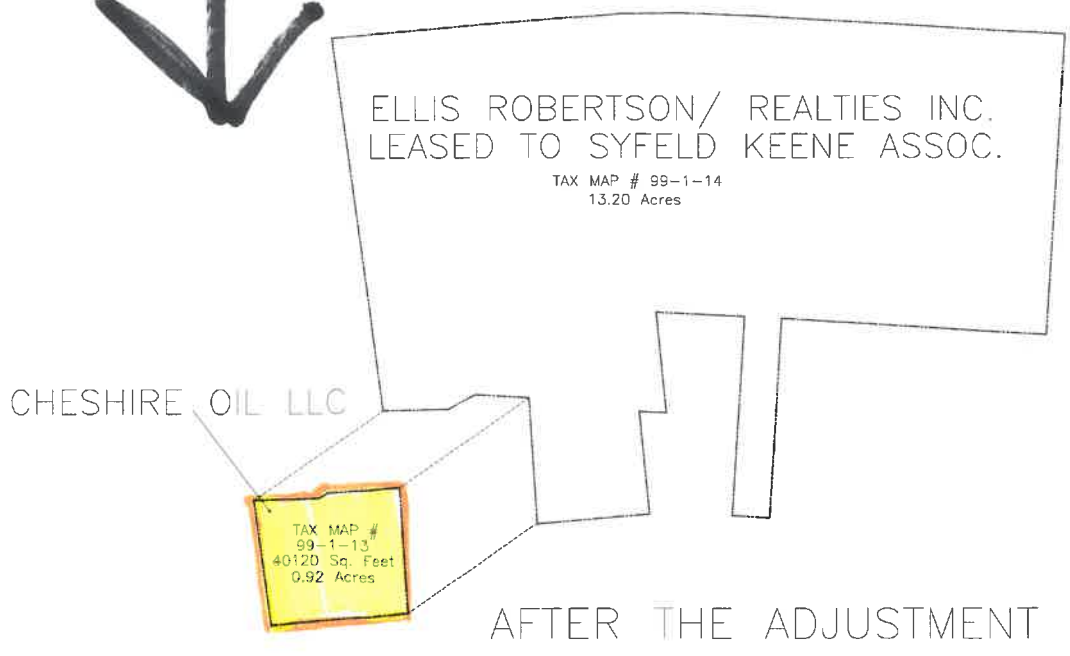 ELLIS ROBERTSON/ REALTIES INC.
LEASED TO SYFELD KEENE ASSOC.
TAX MAP # 99-1-14
13.20 Acres
CHESHIRE OIL LLC
TAX MAP #
99-1-13
40120 Sq. Feet
0.92 Acres
AFTER THE ADJUSTMENT